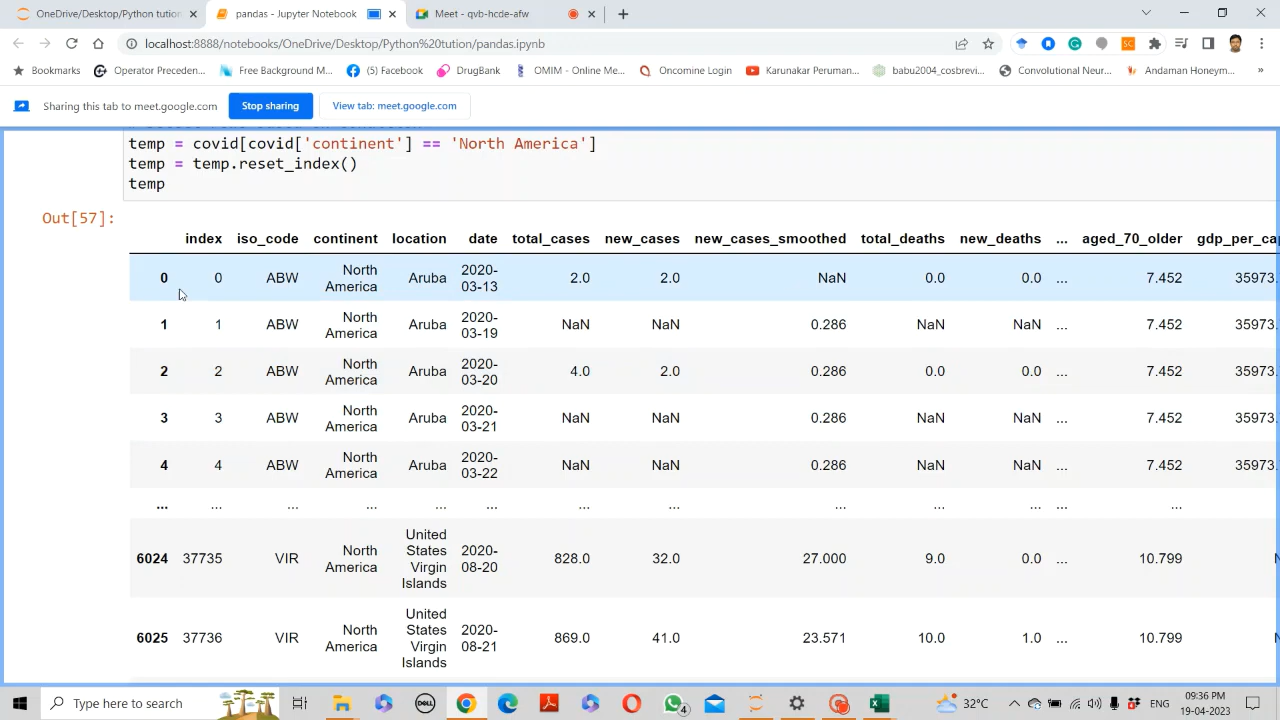 OneDrive/Desktop/Python tution/
pandas - Jupyter Notebook
Meet - qvb-hcde-afw
localhost:8888/notebooks/OneDrive/Desktop/Python%20tution/pandas.ipynb
SC
Bookmarks
Operator Preceden...
Free Background M...
(5) Facebook
DrugBank
OMIM - Online Me...
Oncomine Login
Karunakar Peruman...
babu2004_cosbrevi...
Convolutional Neur...
Andaman Honeym...
»
Sharing this tab to meet.google.com
Stop sharing
View tab: meet.google.com
temp = covid[covid['continent'] == 'North America']
temp = temp.reset_index()
temp
Out[57]:
index iso_code continent location date total_cases new_cases new_cases_smoothed total_deaths new_deaths ... aged_70_older gdp_per_cap
0 0 ABW North America Aruba 2020-03-13 2.0 2.0 NaN 0.0 0.0 ... 7.452 35973.
1 1 ABW North America Aruba 2020-03-19 NaN NaN 0.286 NaN NaN ... 7.452 35973.
2 2 ABW North America Aruba 2020-03-20 4.0 2.0 0.286 0.0 0.0 ... 7.452 35973.
3 3 ABW North America Aruba 2020-03-21 NaN NaN 0.286 NaN NaN ... 7.452 35973.
4 4 ABW North America Aruba 2020-03-22 NaN NaN 0.286 NaN NaN ... 7.452 35973.
... ... ... ... ... ... ... ... ... ... ... ... ...
6024 37735 VIR North America United States Virgin Islands 2020-08-20 828.0 32.0 27.000 9.0 0.0 ... 10.799 N
6025 37736 VIR North America United States Virgin Islands 2020-08-21 869.0 41.0 23.571 10.0 1.0 ... 10.799 N
Type here to search
DELL
4
32°C
09:36 PM
19-04-2023